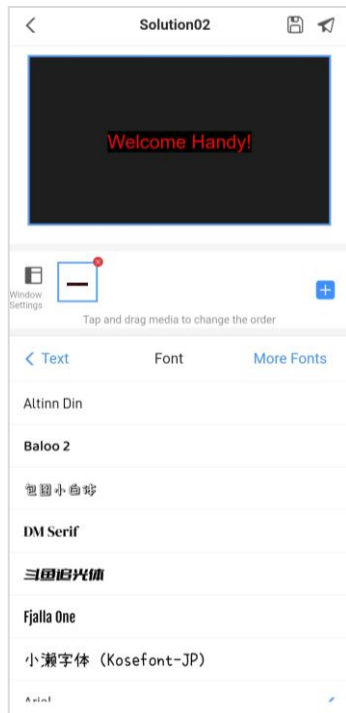 Solution02
Welcome Handy!
Window
Settings
Tap and drag media to change the order
Text
Font
More Fonts
Altinn Din
Baloo 2
包图小白体
DM Serif
斗鱼追光体
Fjalla One
小濑字体 (Kosefont-JP)
Arial